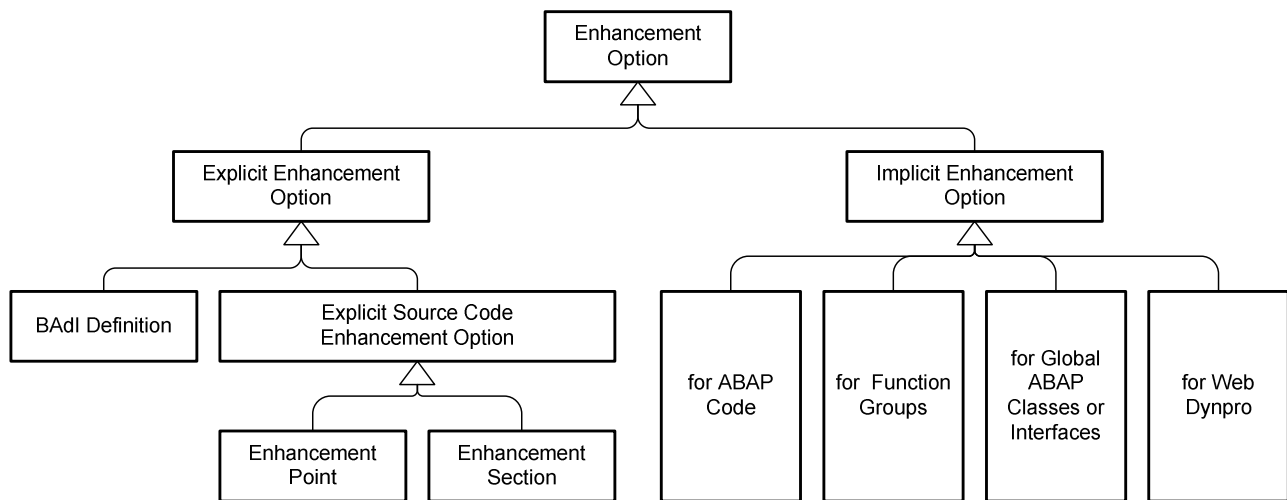 Enhancement
Option
Explicit Enhancement
Option
Implicit Enhancement
Option
BAdI Definition
Explicit Source Code
Enhancement Option
for ABAP
Code
for Function
Groups
for Global
ABAP
Classes or
Interfaces
for Web
Dynpro
Enhancement
Point
Enhancement
Section